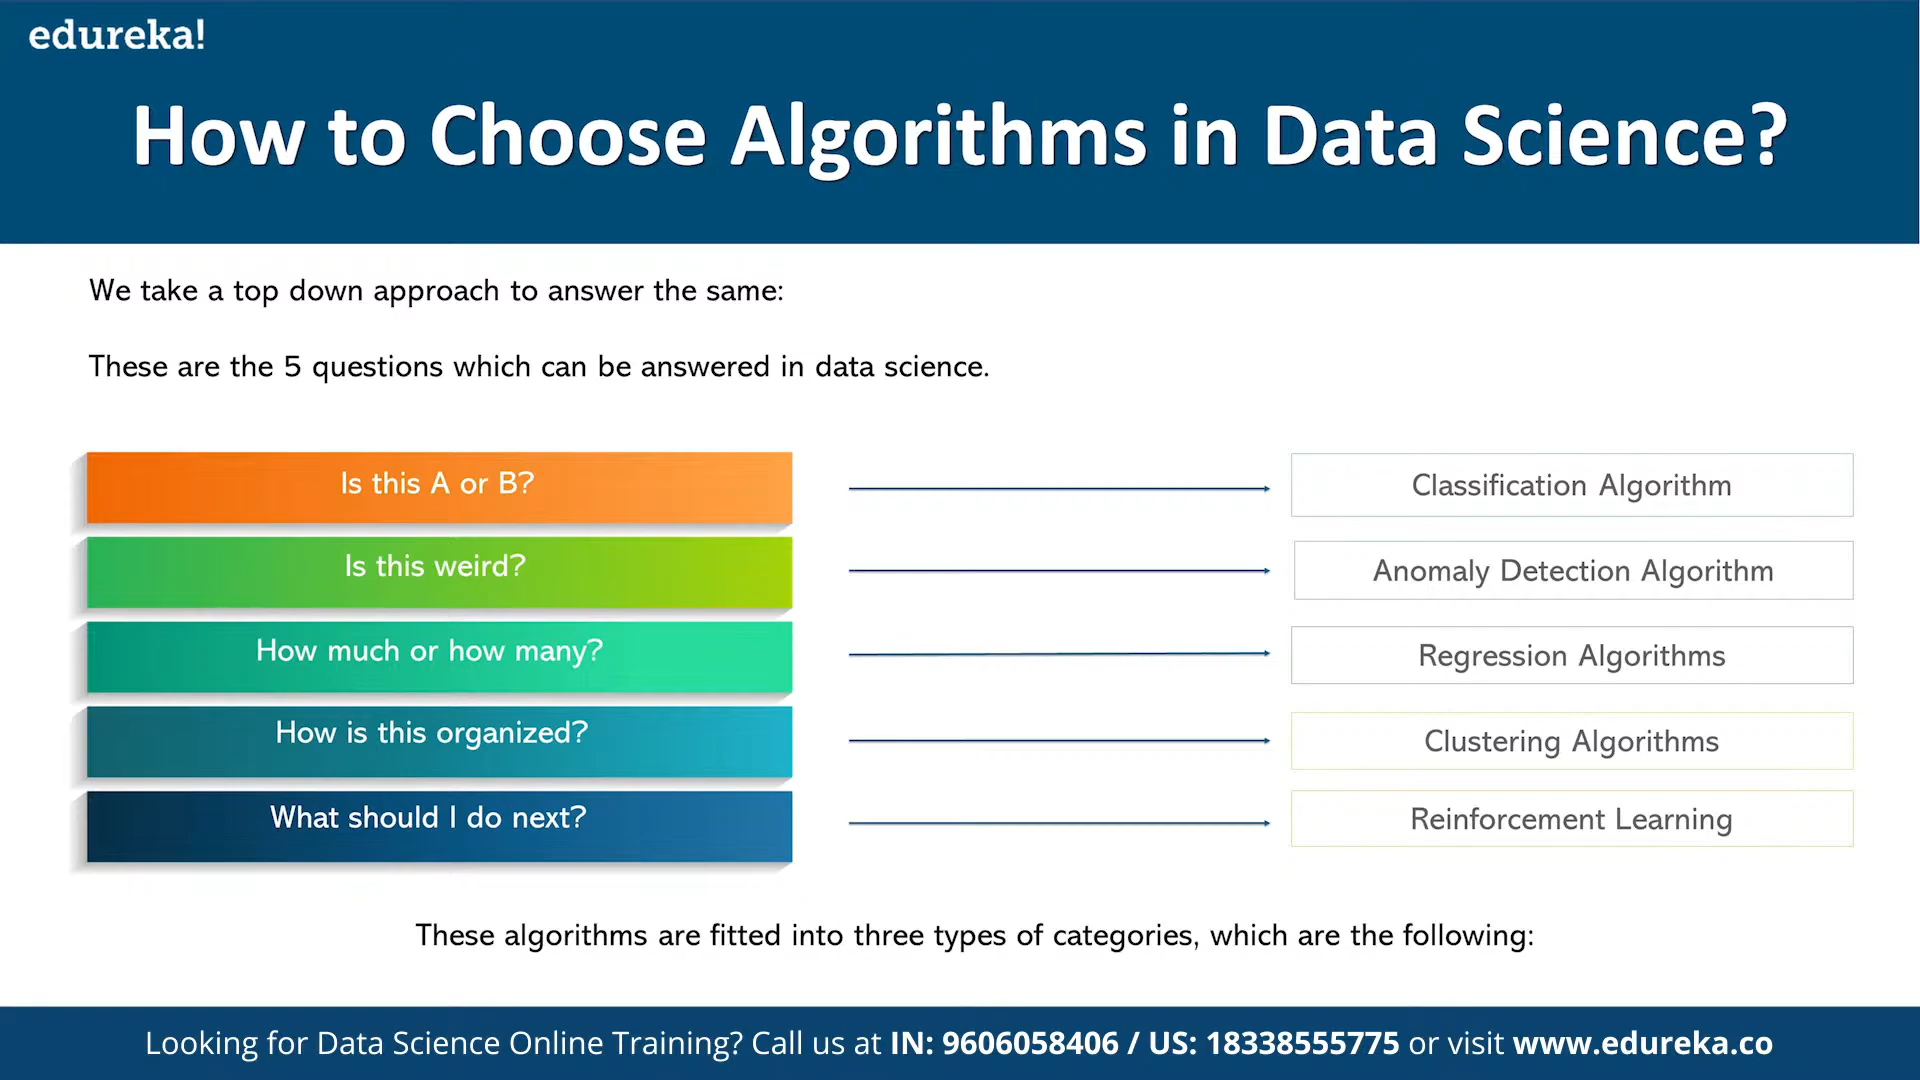 edureka!
How to Choose Algorithms in Data Science?
We take a top down approach to answer the same:
These are the 5 questions which can be answered in data science.
Is this A or B?
Classification Algorithm
Is this weird?
Anomaly Detection Algorithm
How much or how many?
Regression Algorithms
How is this organized?
Clustering Algorithms
What should I do next?
Reinforcement Learning
These algorithms are fitted into three types of categories, which are the following:
Looking for Data Science Online Training? Call us at IN: 9606058406 / US: 18338555775 or visit www.edureka.co